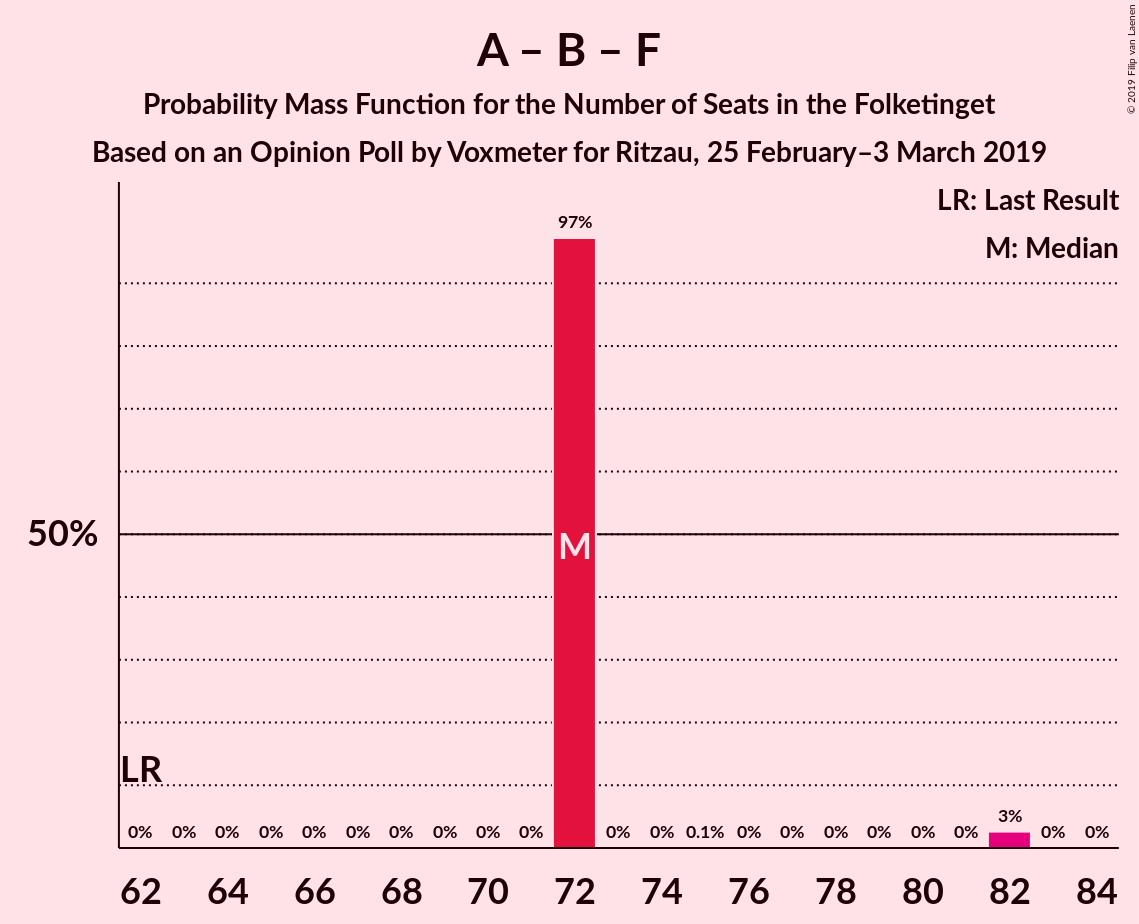 A – B – F
Probability Mass Function for the Number of Seats in the Folketinget
Based on an Opinion Poll by Voxmeter for Ritzau, 25 February–3 March 2019
© 2019 Filip van Laenen
LR: Last Result
M: Median
97%
50%
M
LR
0% 0% 0% 0% 0% 0% 0% 0% 0% 0% 0% 0% 0.1% 0% 0% 0% 0% 0% 0% 3% 0% 0%
62 64 66 68 70 72 74 76 78 80 82 84